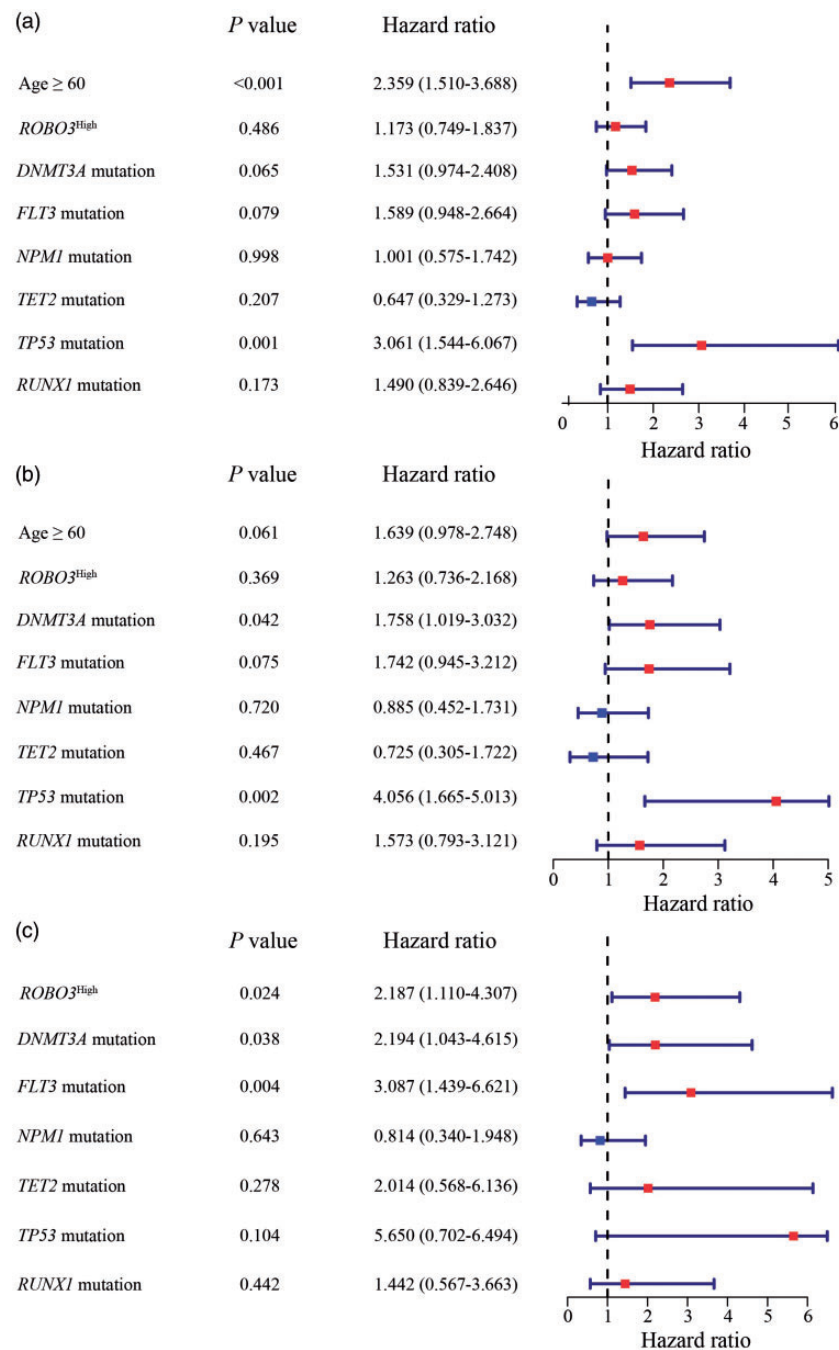 (a)
P value Hazard ratio
Age ≥ 60 <0.001 2.359 (1.510-3.688)
ROBO3High 0.486 1.173 (0.749-1.837)
DNMT3A mutation 0.065 1.531 (0.974-2.408)
FLT3 mutation 0.079 1.589 (0.948-2.664)
NPM1 mutation 0.998 1.001 (0.575-1.742)
TET2 mutation 0.207 0.647 (0.329-1.273)
TP53 mutation 0.001 3.061 (1.544-6.067)
RUNX1 mutation 0.173 1.490 (0.839-2.646)
0 1 2 3 4 5 6
Hazard ratio
(b)
P value Hazard ratio
Age ≥ 60 0.061 1.639 (0.978-2.748)
ROBO3High 0.369 1.263 (0.736-2.168)
DNMT3A mutation 0.042 1.758 (1.019-3.032)
FLT3 mutation 0.075 1.742 (0.945-3.212)
NPM1 mutation 0.720 0.885 (0.452-1.731)
TET2 mutation 0.467 0.725 (0.305-1.722)
TP53 mutation 0.002 4.056 (1.665-5.013)
RUNX1 mutation 0.195 1.573 (0.793-3.121)
0 1 2 3 4 5
Hazard ratio
(c)
P value Hazard ratio
ROBO3High 0.024 2.187 (1.110-4.307)
DNMT3A mutation 0.038 2.194 (1.043-4.615)
FLT3 mutation 0.004 3.087 (1.439-6.621)
NPM1 mutation 0.643 0.814 (0.340-1.948)
TET2 mutation 0.278 2.014 (0.568-6.136)
TP53 mutation 0.104 5.650 (0.702-6.494)
RUNX1 mutation 0.442 1.442 (0.567-3.663)
0 1 2 3 4 5 6
Hazard ratio